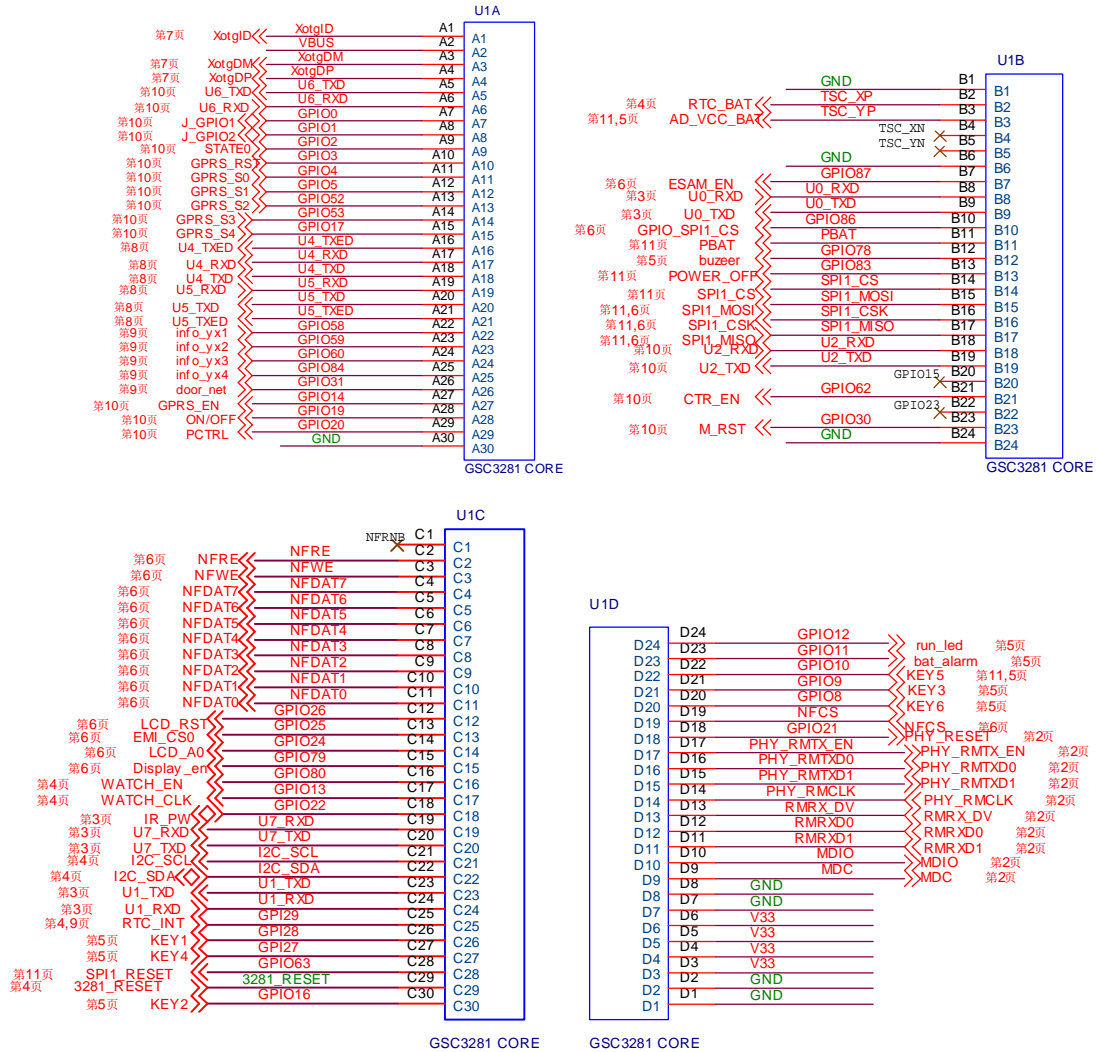 U1A
第7页 XotgID XotgID A1 A1
VBUS A2 A2
第7页 XotgDM XotgDM A3 A3
第7页 XotgDP XotgDP A4 A4
第10页 U6_TXD U6_TXD A5 A5
第10页 U6_RXD U6_RXD A6 A6
第10页 J_GPIO1 GPIO0 A7 A7
第10页 J_GPIO2 GPIO1 A8 A8
第10页 STATE0 GPIO2 A9 A9
第10页 GPRS_RST GPIO3 A10 A10
第10页 GPRS_S0 GPIO4 A11 A11
第10页 GPRS_S1 GPIO5 A12 A12
第10页 GPRS_S2 GPIO52 A13 A13
第10页 GPRS_S3 GPIO53 A14 A14
第10页 GPRS_S4 GPIO17 A15 A15
第8页 U4_TXED U4_TXED A16 A16
第8页 U4_RXD U4_RXD A17 A17
第8页 U4_TXD U4_TXD A18 A18
第8页 U5_RXD U5_RXD A19 A19
第8页 U5_TXD U5_TXD A20 A20
第8页 U5_TXED U5_TXED A21 A21
第9页 info_yx1 GPIO58 A22 A22
第9页 info_yx2 GPIO59 A23 A23
第9页 info_yx3 GPIO60 A24 A24
第9页 info_yx4 GPIO84 A25 A25
第9页 door_net GPIO31 A26 A26
第10页 GPRS_EN GPIO14 A27 A27
第10页 ON/OFF GPIO19 A28 A28
第10页 PCTRL GPIO20 A29 A29
GND A30 A30
GSC3281 CORE
U1B
GND B1 B1
第4页 RTC_BAT TSC_XP B2 B2
第11,5页 AD_VCC_BAT TSC_YP B3 B3
TSC_XN B4 B4
TSC_YN B5 B5
GND B6 B6
第6页 ESAM_EN GPIO87 B7 B7
第3页 U0_RXD U0_RXD B8 B8
第3页 U0_TXD U0_TXD B9 B9
第6页 GPIO_SPI1_CS GPIO86 B10 B10
第11页 PBAT PBAT B11 B11
第5页 buzeer GPIO78 B12 B12
第11页 POWER_OFF GPIO83 B13 B13
第11页 SPI1_CS SPI1_CS B14 B14
第11,6页 SPI1_MOSI SPI1_MOSI B15 B15
第11,6页 SPI1_CSK SPI1_CSK B16 B16
第11,6页 SPI1_MISO SPI1_MISO B17 B17
第10页 U2_RXD U2_RXD B18 B18
第10页 U2_TXD U2_TXD B19 B19
GPIO15 B20 B20
第10页 CTR_EN GPIO62 B21 B21
GPIO23 B22 B22
第10页 M_RST GPIO30 B23 B23
GND B24 B24
GSC3281 CORE
U1C
NFRNB C1 C1
第6页 NFRE NFRE C2 C2
第6页 NFWE NFWE C3 C3
第6页 NFDAT7 NFDAT7 C4 C4
第6页 NFDAT6 NFDAT6 C5 C5
第6页 NFDAT5 NFDAT5 C6 C6
第6页 NFDAT4 NFDAT4 C7 C7
第6页 NFDAT3 NFDAT3 C8 C8
第6页 NFDAT2 NFDAT2 C9 C9
第6页 NFDAT1 NFDAT1 C10 C10
第6页 NFDAT0 NFDAT0 C11 C11
第6页 LCD_RST GPIO26 C12 C12
第6页 EMI_CS0 GPIO25 C13 C13
第6页 LCD_A0 GPIO24 C14 C14
第6页 Display_en GPIO79 C15 C15
第4页 WATCH_EN GPIO80 C16 C16
第4页 WATCH_CLK GPIO13 C17 C17
第3页 IR_PW GPIO22 C18 C18
第3页 U7_RXD U7_RXD C19 C19
第3页 U7_TXD U7_TXD C20 C20
第4页 I2C_SCL I2C_SCL C21 C21
第4页 I2C_SDA I2C_SDA C22 C22
第3页 U1_TXD U1_TXD C23 C23
第3页 U1_RXD U1_RXD C24 C24
第4,9页 RTC_INT GPI29 C25 C25
第5页 KEY1 GPI28 C26 C26
第5页 KEY4 GPI27 C27 C27
第11页 SPI1_RESET GPIO63 C28 C28
第4页 3281_RESET 3281_RESET C29 C29
第5页 KEY2 GPIO16 C30 C30
GSC3281 CORE
U1D
D24 D24 GPIO12 run_led 第5页
D23 D23 GPIO11 bat_alarm 第5页
D22 D22 GPIO10 KEY5 第11,5页
D21 D21 GPIO9 KEY3 第5页
D20 D20 GPIO8 KEY6 第5页
D19 D19 NFCS NFCS 第6页
D18 D18 GPIO21 PHY_RESET 第2页
D17 D17 PHY_RMTX_EN PHY_RMTX_EN 第2页
D16 D16 PHY_RMTXD0 PHY_RMTXD0 第2页
D15 D15 PHY_RMTXD1 PHY_RMTXD1 第2页
D14 D14 PHY_RMCLK PHY_RMCLK 第2页
D13 D13 RMRX_DV RMRX_DV 第2页
D12 D12 RMRXD0 RMRXD0 第2页
D11 D11 RMRXD1 RMRXD1 第2页
D10 D10 MDIO MDIO 第2页
D9 D9 MDC MDC 第2页
D8 D8 GND
D7 D7 GND
D6 D6 V33
D5 D5 V33
D4 D4 V33
D3 D3 V33
D2 D2 GND
D1 D1 GND
GSC3281 CORE